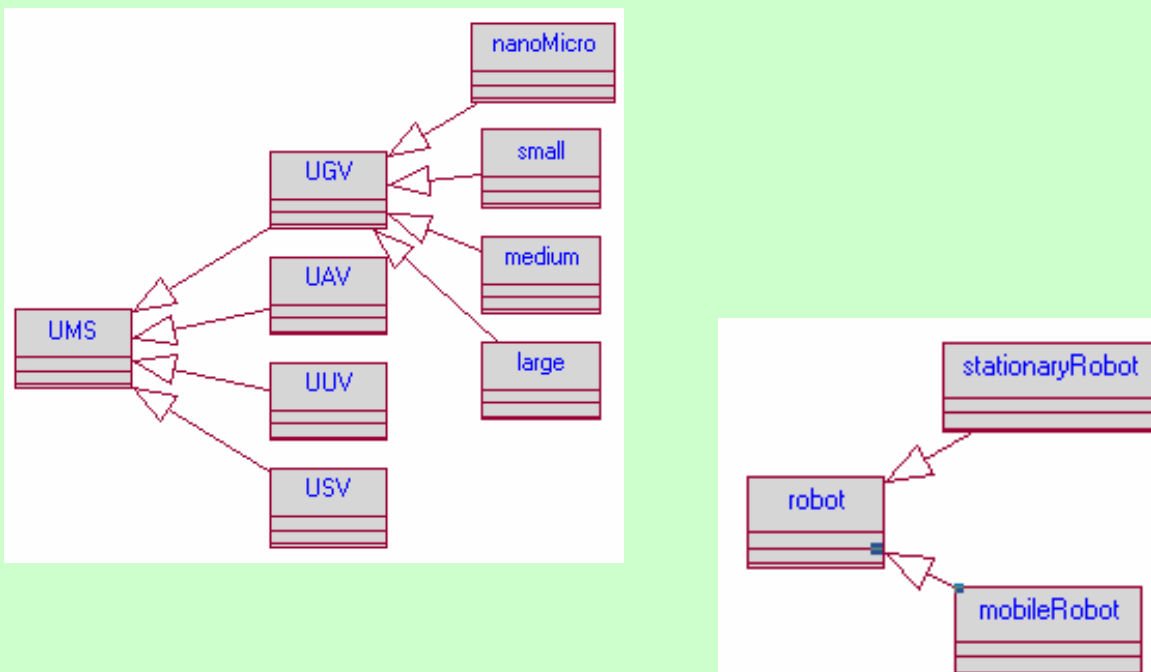 nanoMicro
small
UGV
medium
UAV
UMS
large
UUV
USV
stationaryRobot
robot
mobileRobot